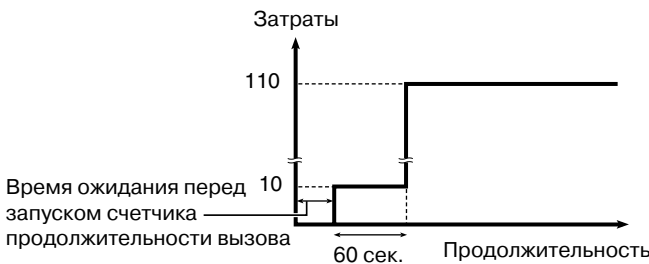 Затраты
110
10
Время ожидания перед
запуском счетчика
продолжительности вызова
60 сек.
Продолжительность